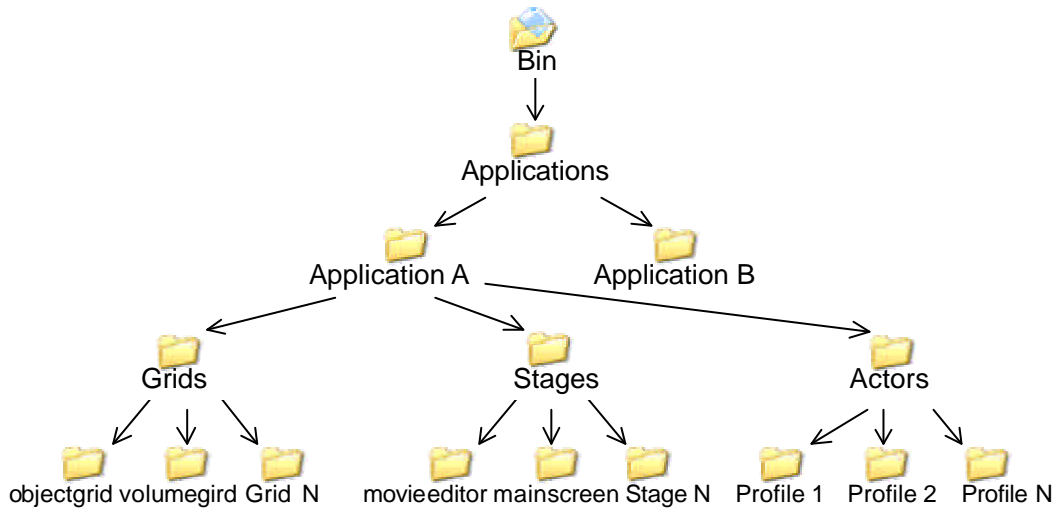 Bin
Applications
Application A Application B
Grids Stages Actors
objectgrid volumegird Grid N movieeditor mainscreen Stage N Profile 1 Profile 2 Profile N